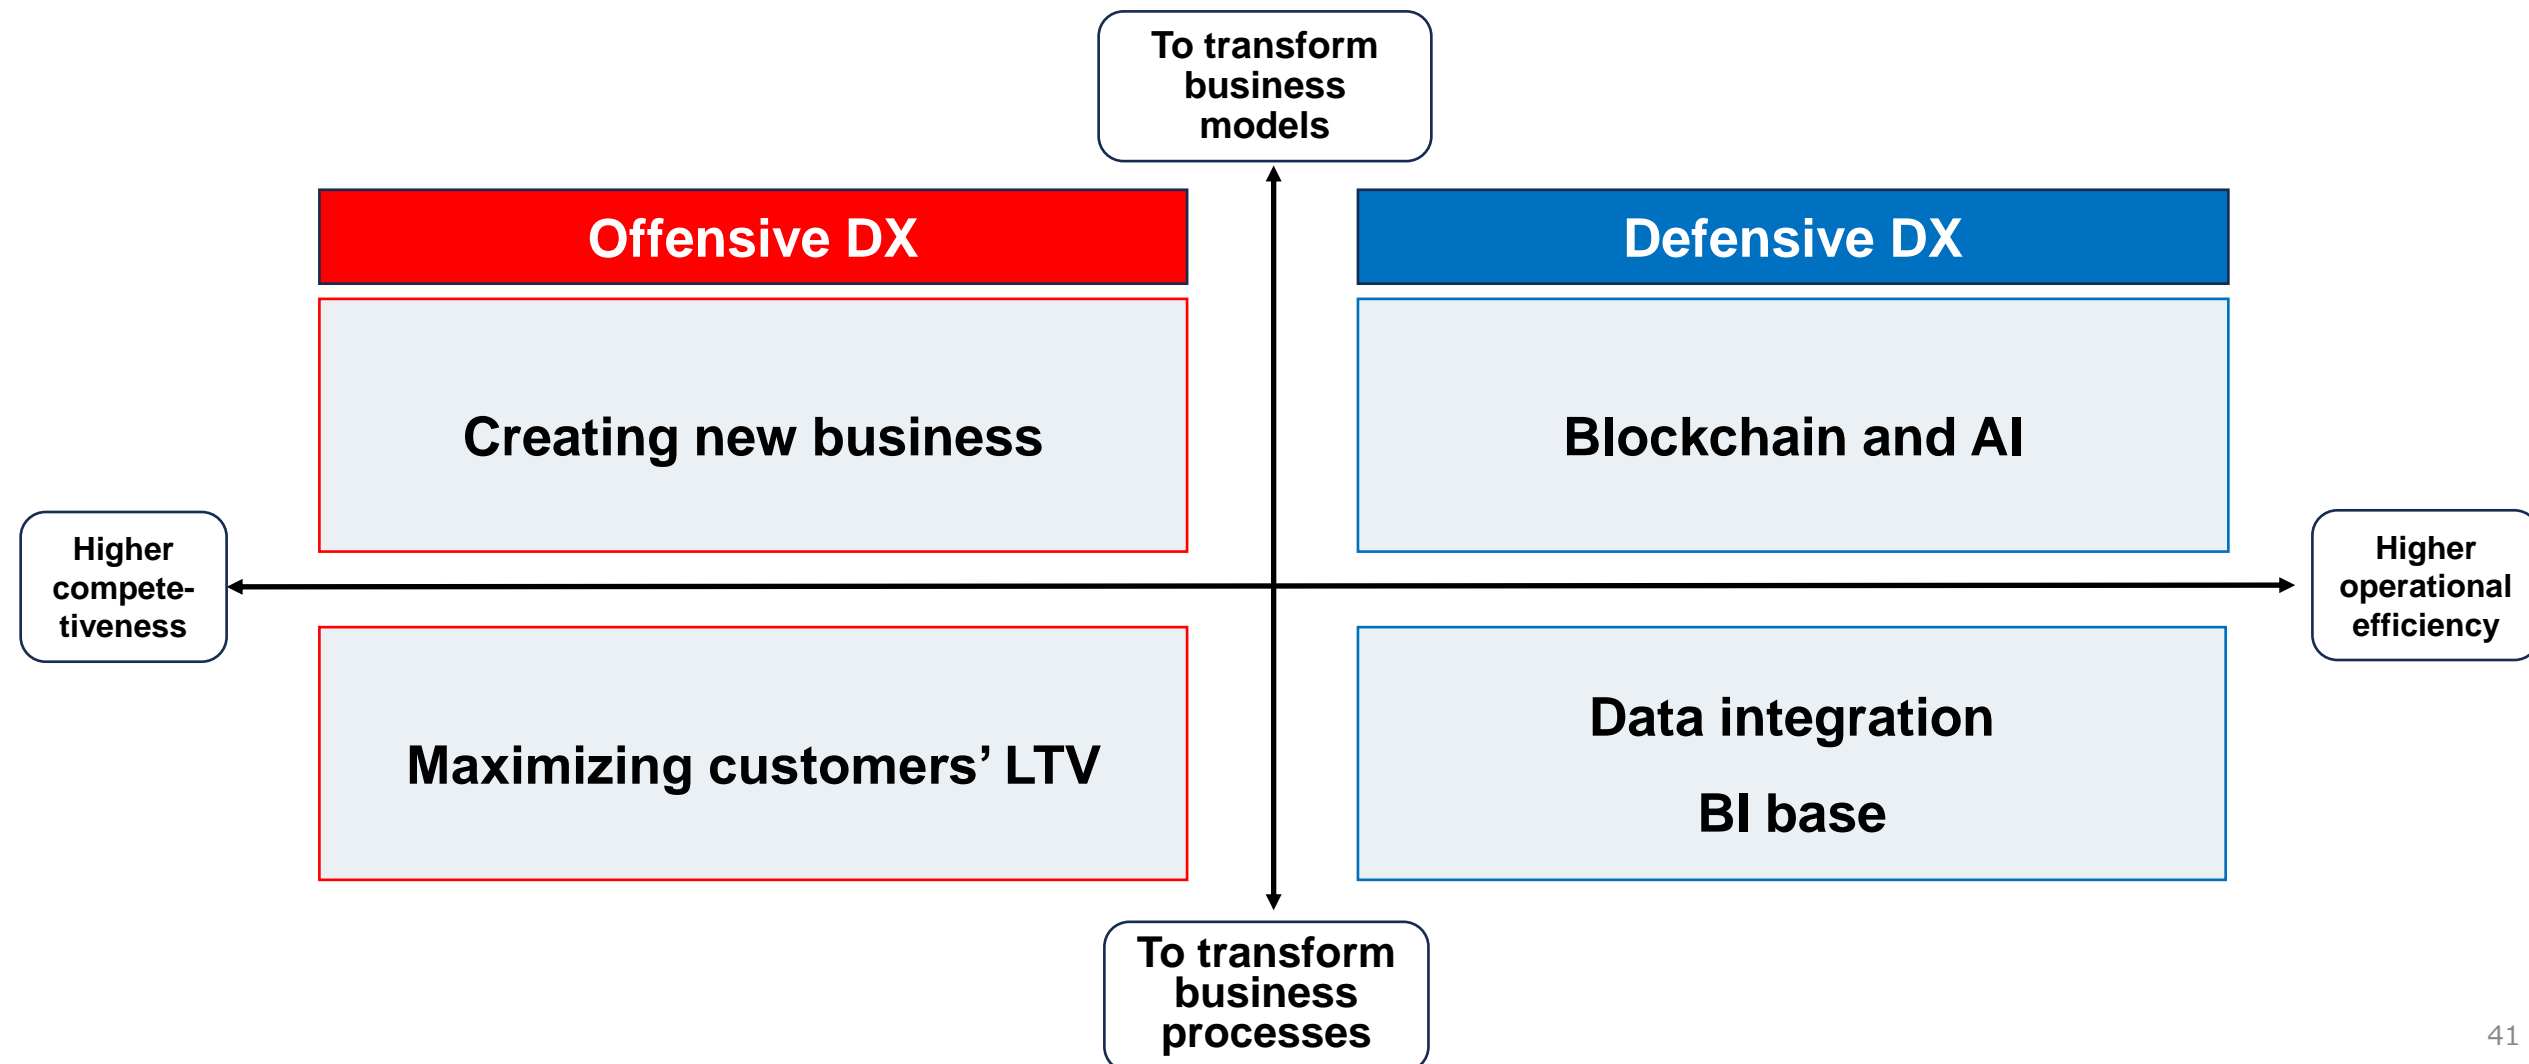 To transform
business
models
Offensive DX
Defensive DX
Creating new business
Blockchain and AI
Higher
compete-
tiveness
Higher
operational
efficiency
Maximizing customers’ LTV
Data integration
BI base
To transform
business
processes
41